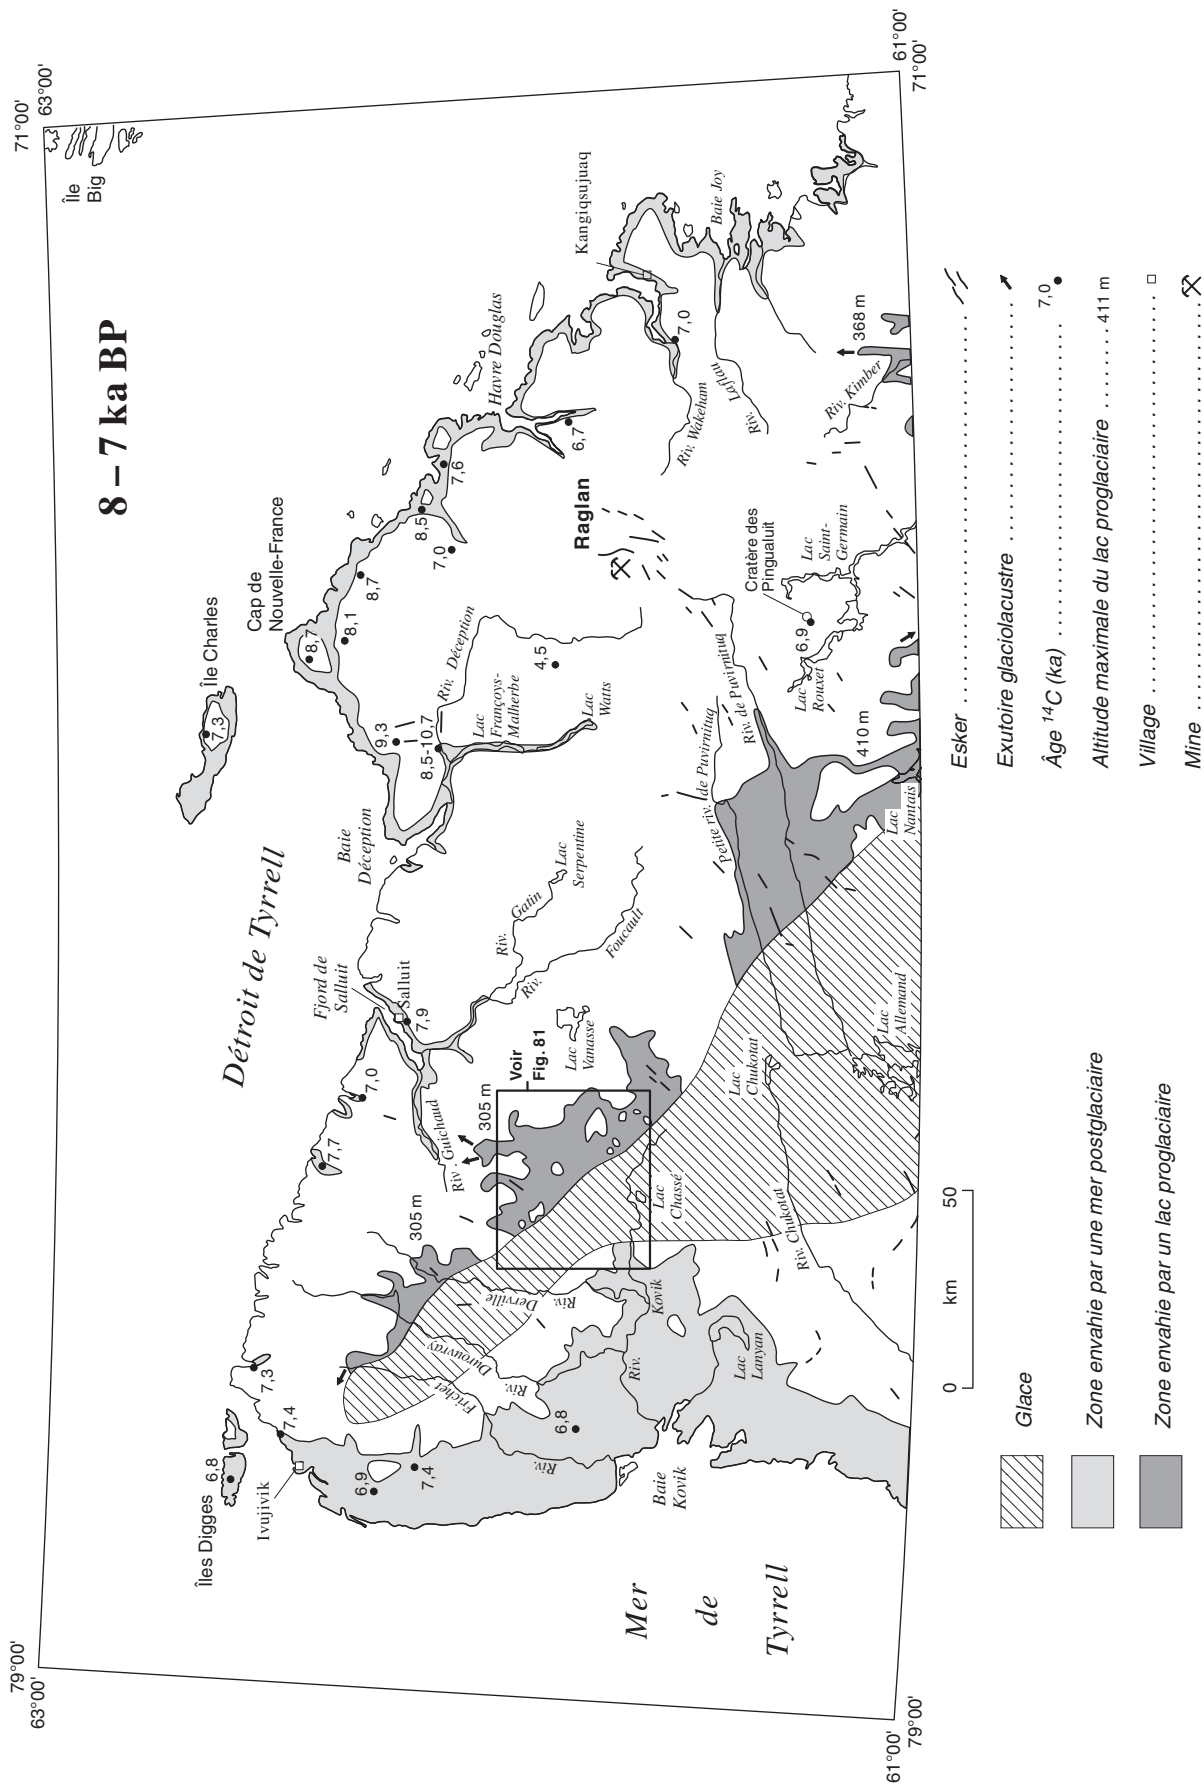 8 – 7 ka BP
79°00'
63°00'
71°00'
63°00'
61°00'
79°00'
61°00'
71°00'
Île
Big
Île Charles
7,3
Détroit de Tyrrell
Cap de
Nouvelle-France
8,7
8,1
8,7
8,5
7,0
7,6
Havre Douglas
6,7
Kangiqsujuaq
7,0
Baie Joy
Riv. Wakeham
Riv. Laflau
Riv. Kimber
368 m
Raglan
Cratère des
Pingualuit
6,9
Lac
Saint-
Germain
Lac
Rouxet
9,3
8,5-10,7
Riv. Déception
Lac
Françoys-
Malherbe
4,5
Lac
Watts
Baie
Déception
Petite riv. de Puvirnituq
Riv. de Puvirnituq
410 m
Lac
Nantais
Riv. Gatin
Lac
Serpentine
Riv. Foucault
Fjord de
Salluit
Salluit
7,9
Lac
Vanasse
Voir
Fig. 81
Lac
Allemand
Lac
Chukotat
Riv. Chukotat
Lac
Chassé
7,0
7,7
Riv. Guichaud
305 m
305 m
Riv. Derville
Riv. Durouvray
Riv. Frichet
Riv. Kovik
Lac
Lanyan
7,3
7,4
Îles Digges
6,8
Ivujivik
6,9
7,4
6,8
Baie
Kovik
Mer
de
Tyrrell
0 km 50
Glace
Zone envahie par une mer postglaciaire
Zone envahie par un lac proglaciaire
Esker
Exutoire glaciolacustre
Âge 14C (ka) 7,0
Altitude maximale du lac proglaciaire 411 m
Village
Mine